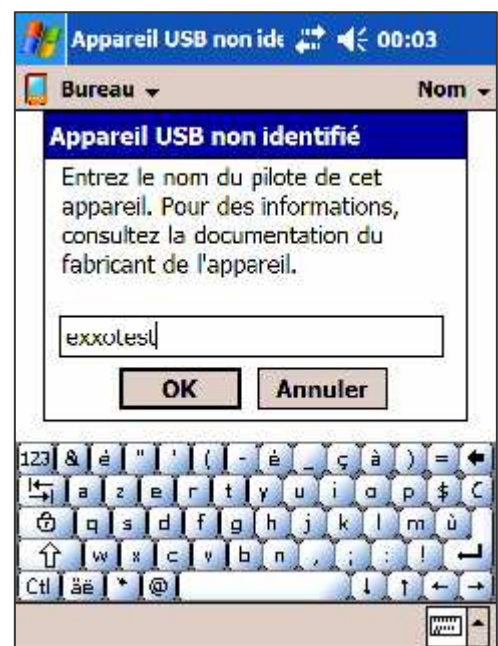 Appareil USB non ide 00:03
Bureau Nom
Appareil USB non identifié
Entrez le nom du pilote de cet
appareil. Pour des informations,
consultez la documentation du
fabricant de l'appareil.
exxotest
OK Annuler
123 & é " ' ( - è _ ç à ) =
a z e r t y u i o p $ C
q s d f g h j k l m ù
w x c v b n , ; : !
Ctl äë * @